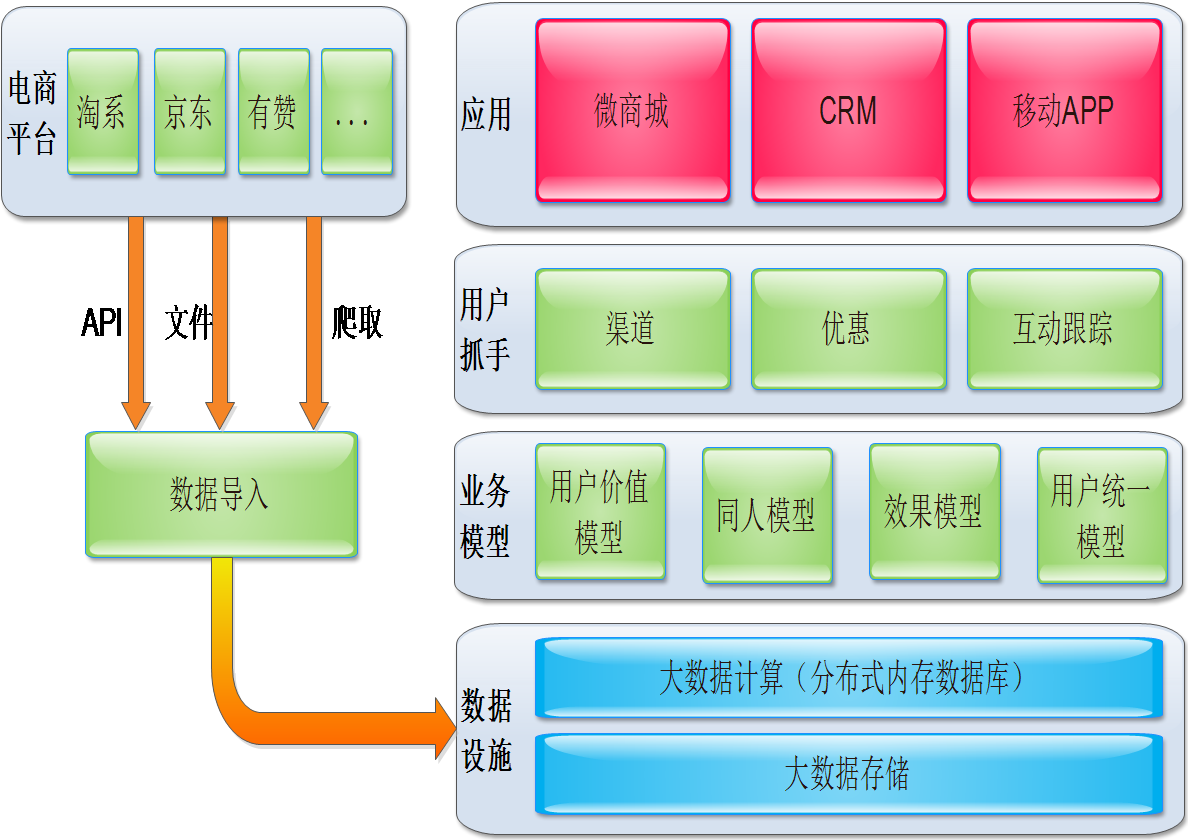 电商
平台
淘系
京东
有赞
...
API
文件
爬取
数据导入
应用
微商城
CRM
移动APP
用户
抓手
渠道
优惠
互动跟踪
业务
模型
用户价值
模型
同人模型
效果模型
用户统一
模型
数据
设施
大数据计算（分布式内存数据库）
大数据存储